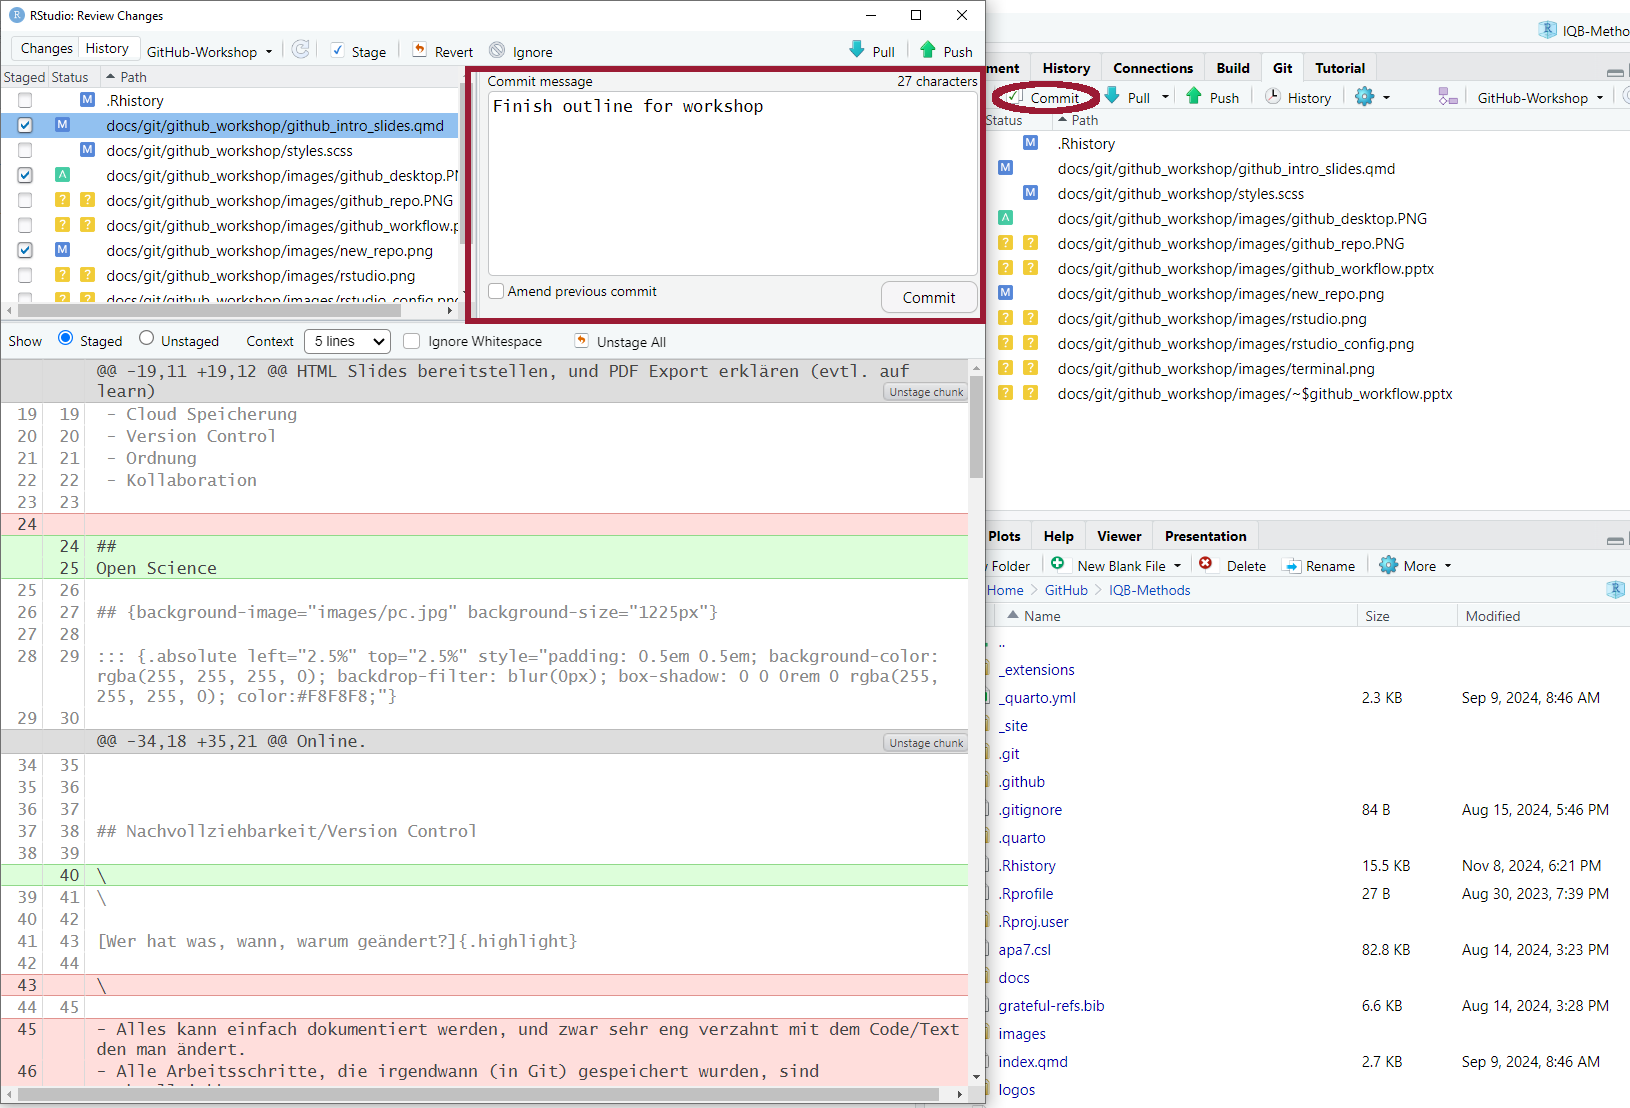 RStudio: Review Changes
Changes History GitHub-Workshop Stage Revert Ignore Pull Push
Staged Status Path
M .Rhistory
M docs/git/github_workshop/github_intro_slides.qmd
M docs/git/github_workshop/styles.scss
A docs/git/github_workshop/images/github_desktop.PN
? ? docs/git/github_workshop/images/github_repo.PNG
? ? docs/git/github_workshop/images/github_workflow.p
M docs/git/github_workshop/images/new_repo.png
? ? docs/git/github_workshop/images/rstudio.png
? ? docs/git/github_workshop/images/rstudio_config.png
Commit message 27 characters
Finish outline for workshop
Amend previous commit Commit
Show Staged Unstaged Context 5 lines Ignore Whitespace Unstage All
@@ -19,11 +19,12 @@ HTML Slides bereitstellen, und PDF Export erklären (evtl. auf
learn) Unstage chunk
19 19 - Cloud Speicherung
20 20 - Version Control
21 21 - Ordnung
22 22 - Kollaboration
23 23
24
24 ##
25 Open Science
25 26
26 27 ## {background-image="images/pc.jpg" background-size="1225px"}
27 28
28 29 ::: {.absolute left="2.5%" top="2.5%" style="padding: 0.5em 0.5em; background-color:
rgba(255, 255, 255, 0); backdrop-filter: blur(0px); box-shadow: 0 0 0rem 0 rgba(255,
255, 255, 0); color:#F8F8F8;"}
29 30
@@ -34,18 +35,21 @@ Online. Unstage chunk
34 35
35 36
36 37
37 38 ## Nachvollziehbarkeit/Version Control
38 39
40 \
39 41 \
40 42
41 43 [Wer hat was, wann, warum geändert?]{.highlight}
42 44
43 \
44 45
45 - Alles kann einfach dokumentiert werden, und zwar sehr eng verzahnt mit dem Code/Text
den man ändert.
46 - Alle Arbeitsschritte, die irgendwann (in Git) gespeichert wurden, sind
IQB-Metho
ment History Connections Build Git Tutorial
Commit Pull Push History GitHub-Workshop
Status Path
M .Rhistory
M docs/git/github_workshop/github_intro_slides.qmd
M docs/git/github_workshop/styles.scss
A docs/git/github_workshop/images/github_desktop.PNG
? ? docs/git/github_workshop/images/github_repo.PNG
? ? docs/git/github_workshop/images/github_workflow.pptx
M docs/git/github_workshop/images/new_repo.png
? ? docs/git/github_workshop/images/rstudio.png
? ? docs/git/github_workshop/images/rstudio_config.png
? ? docs/git/github_workshop/images/terminal.png
? ? docs/git/github_workshop/images/~$github_workflow.pptx
Plots Help Viewer Presentation
Folder New Blank File Delete Rename More
Home GitHub IQB-Methods
Name Size Modified
..
_extensions
_quarto.yml 2.3 KB Sep 9, 2024, 8:46 AM
_site
.git
.github
.gitignore 84 B Aug 15, 2024, 5:46 PM
.quarto
.Rhistory 15.5 KB Nov 8, 2024, 6:21 PM
.Rprofile 27 B Aug 30, 2023, 7:39 PM
.Rproj.user
apa7.csl 82.8 KB Aug 14, 2024, 3:23 PM
docs
grateful-refs.bib 6.6 KB Aug 14, 2024, 3:28 PM
images
index.qmd 2.7 KB Sep 9, 2024, 8:46 AM
logos